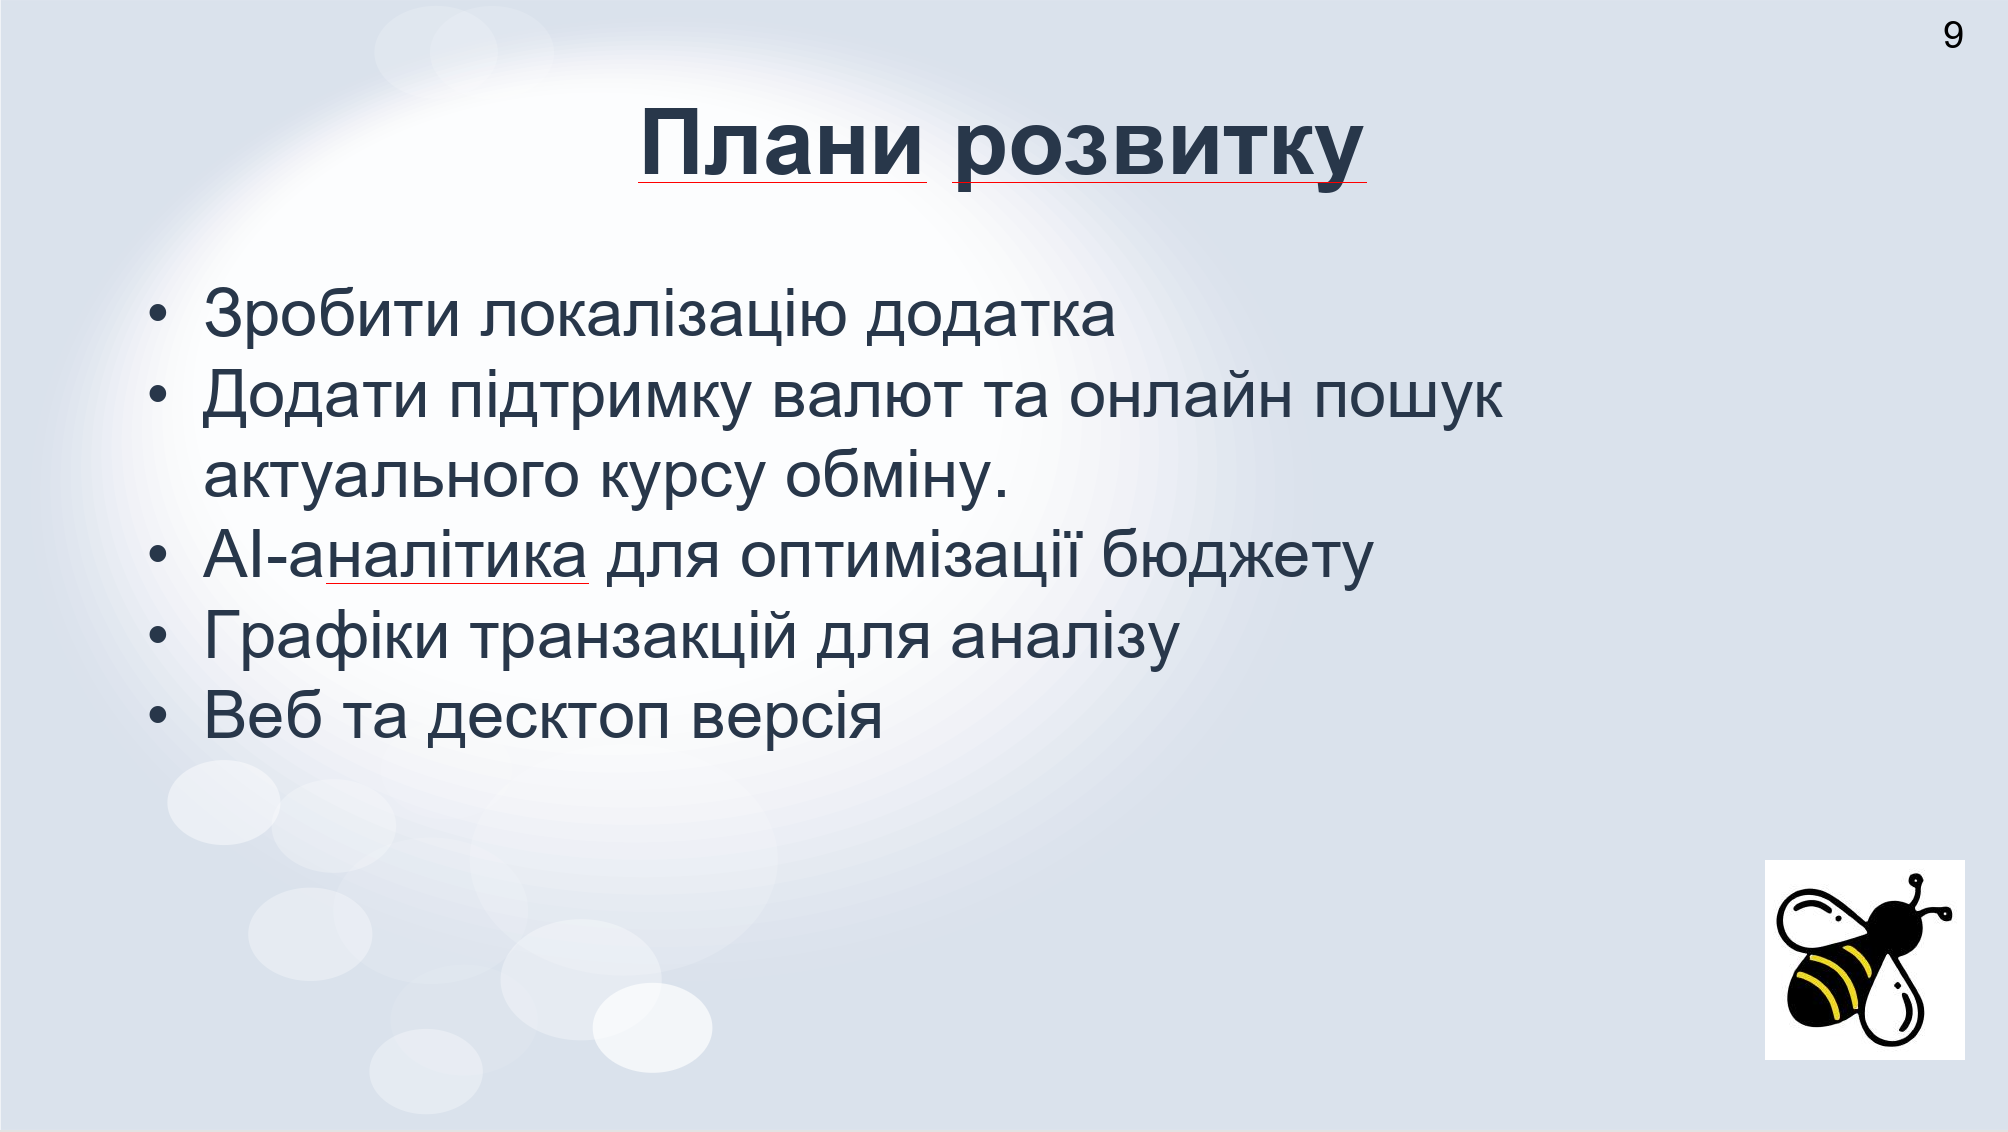 9
Плани розвитку
• Зробити локалізацію додатка
• Додати підтримку валют та онлайн пошук
актуального курсу обміну.
• AI-аналітика для оптимізації бюджету
• Графіки транзакцій для аналізу
• Веб та десктоп версія